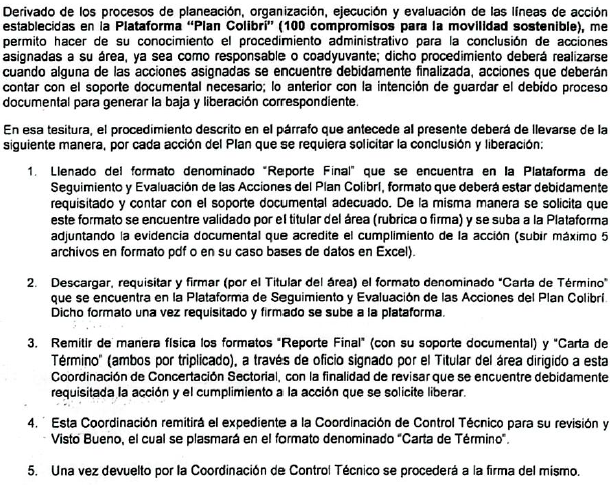 Derivado de los procesos de planeación, organización, ejecución y evaluación de las líneas de acción
establecidas en la Plataforma "Plan Colibrí" (100 compromisos para la movilidad sostenible), me
permito hacer de su conocimiento el procedimiento administrativo para la conclusión de acciones
asignadas a su área, ya sea como responsable o coadyuvante; dicho procedimiento deberá realizarse
cuando alguna de las acciones asignadas se encuentre debidamente finalizada, acciones que deberán
contar con el soporte documental necesario; lo anterior con la intención de guardar el debido proceso
documental para generar la baja y liberación correspondiente.
En esa tesitura, el procedimiento descrito en el párrafo que antecede al presente deberá de llevarse de la
siguiente manera, por cada acción del Plan que se requiera solicitar la conclusión y liberación:
1. Llenado del formato denominado "Reporte Final" que se encuentra en la Plataforma de
Seguimiento y Evaluación de las Acciones del Plan Colibrí, formato que deberá estar debidamente
requisitado y contar con el soporte documental adecuado. De la misma manera se solicita que
este formato se encuentre validado por el titular del área (rubrica o firma) y se suba a la Plataforma
adjuntando la evidencia documental que acredite el cumplimiento de la acción (subir máximo 5
archivos en formato pdf o en su caso bases de datos en Excel).
2. Descargar, requisitar y firmar (por el Titular del área) el formato denominado "Carta de Término"
que se encuentra en la Plataforma de Seguimiento y Evaluación de las Acciones del Plan Colibrí.
Dicho formato una vez requisitado y firmado se sube a la plataforma.
3. Remitir de manera física los formatos "Reporte Final" (con su soporte documental) y "Carta de
Término" (ambos por triplicado), a través de oficio signado por el Titular del área dirigido a esta
Coordinación de Concertación Sectorial, con la finalidad de revisar que se encuentre debidamente
requisitada la acción y el cumplimiento a la acción que se solicite liberar.
4. Esta Coordinación remitirá el expediente a la Coordinación de Control Técnico para su revisión y
Visto Bueno, el cual se plasmará en el formato denominado "Carta de Término".
5. Una vez devuelto por la Coordinación de Control Técnico se procederá a la firma del mismo.